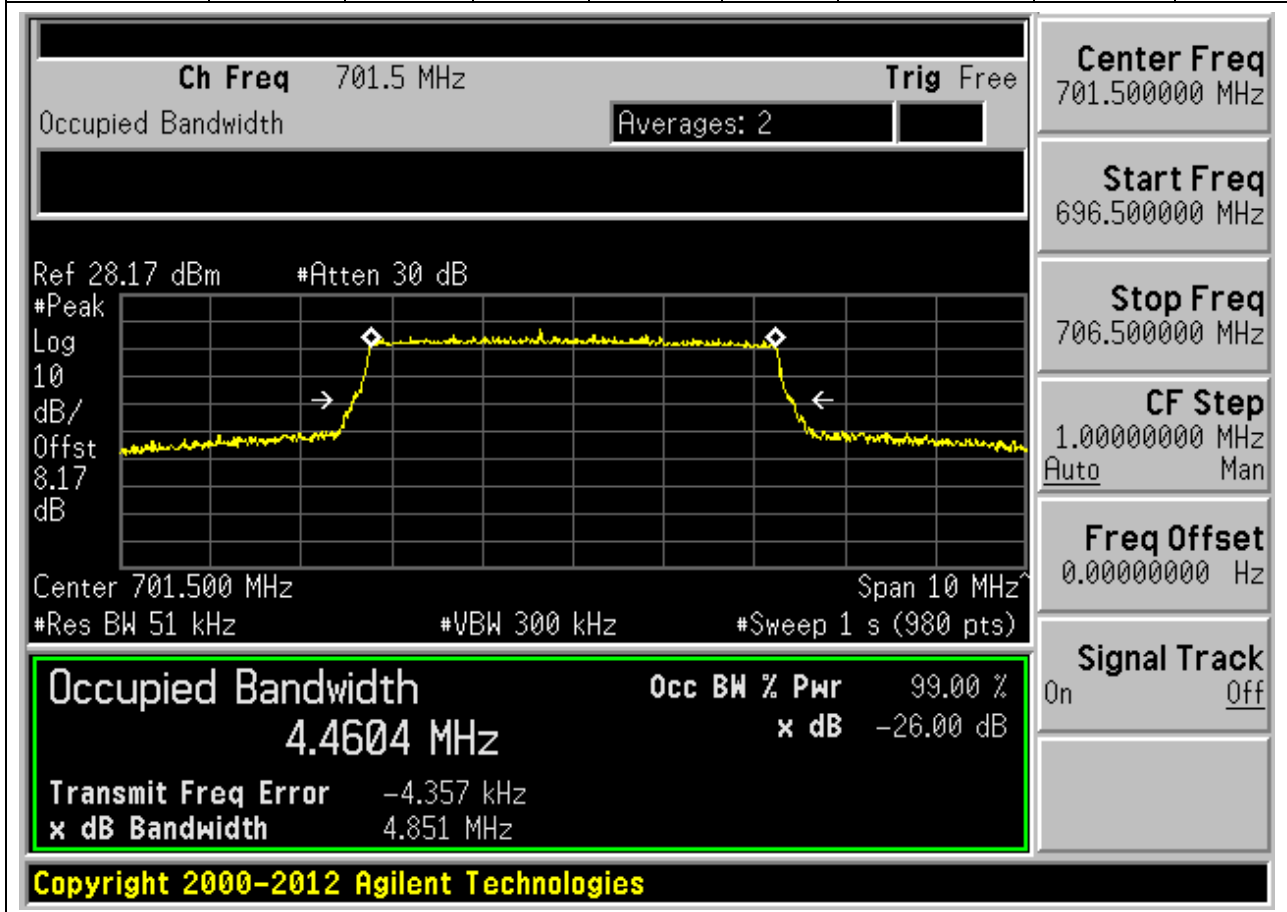 Ch Freq 701.5 MHz Trig Free
Occupied Bandwidth Averages: 2
Ref 28.17 dBm #Atten 30 dB
#Peak
Log
10
dB/
Offst
8.17
dB
Center 701.500 MHz Span 10 MHz^
#Res BW 51 kHz #VBW 300 kHz #Sweep 1 s (980 pts)
Occupied Bandwidth Occ BW % Pwr 99.00 %
4.4604 MHz x dB -26.00 dB
Transmit Freq Error -4.357 kHz
x dB Bandwidth 4.851 MHz
Copyright 2000-2012 Agilent Technologies
Center Freq
701.500000 MHz
Start Freq
696.500000 MHz
Stop Freq
706.500000 MHz
CF Step
1.00000000 MHz
Auto Man
Freq Offset
0.00000000 Hz
Signal Track
On Off